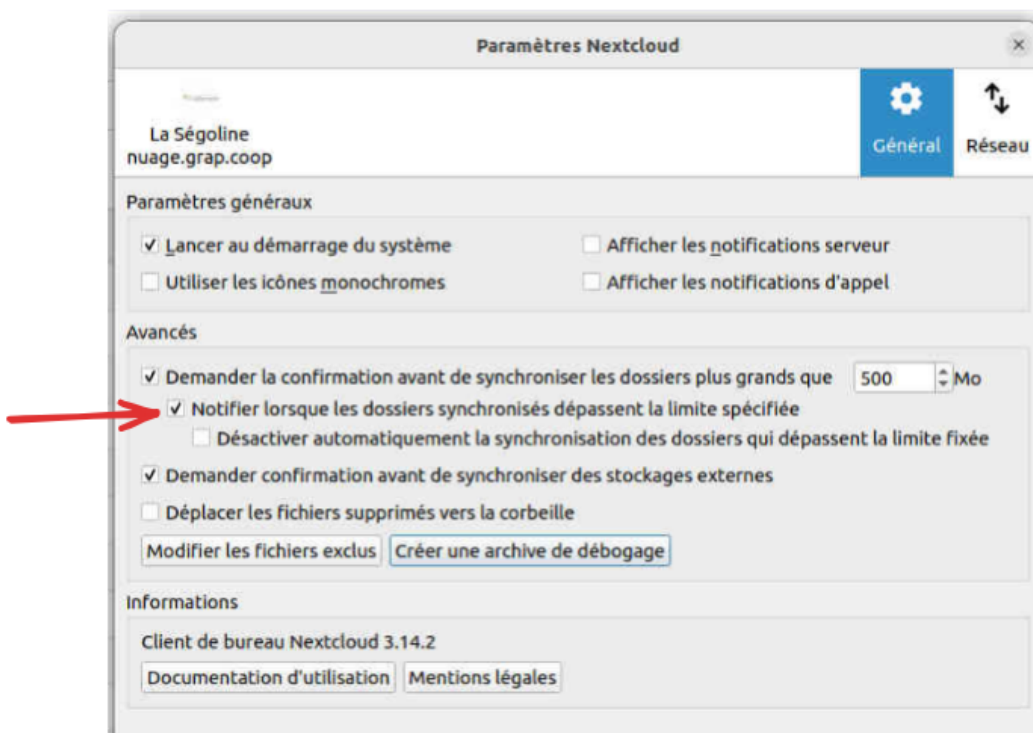 Paramètres Nextcloud
La Ségoline
nuage.grap.coop
Général
Réseau
Paramètres généraux
Lancer au démarrage du système
Afficher les notifications serveur
Utiliser les icônes monochromes
Afficher les notifications d'appel
Avancés
Demander la confirmation avant de synchroniser les dossiers plus grands que 500 Mo
Notifier lorsque les dossiers synchronisés dépassent la limite spécifiée
Désactiver automatiquement la synchronisation des dossiers qui dépassent la limite fixée
Demander confirmation avant de synchroniser des stockages externes
Déplacer les fichiers supprimés vers la corbeille
Modifier les fichiers exclus
Créer une archive de débogage
Informations
Client de bureau Nextcloud 3.14.2
Documentation d'utilisation
Mentions légales